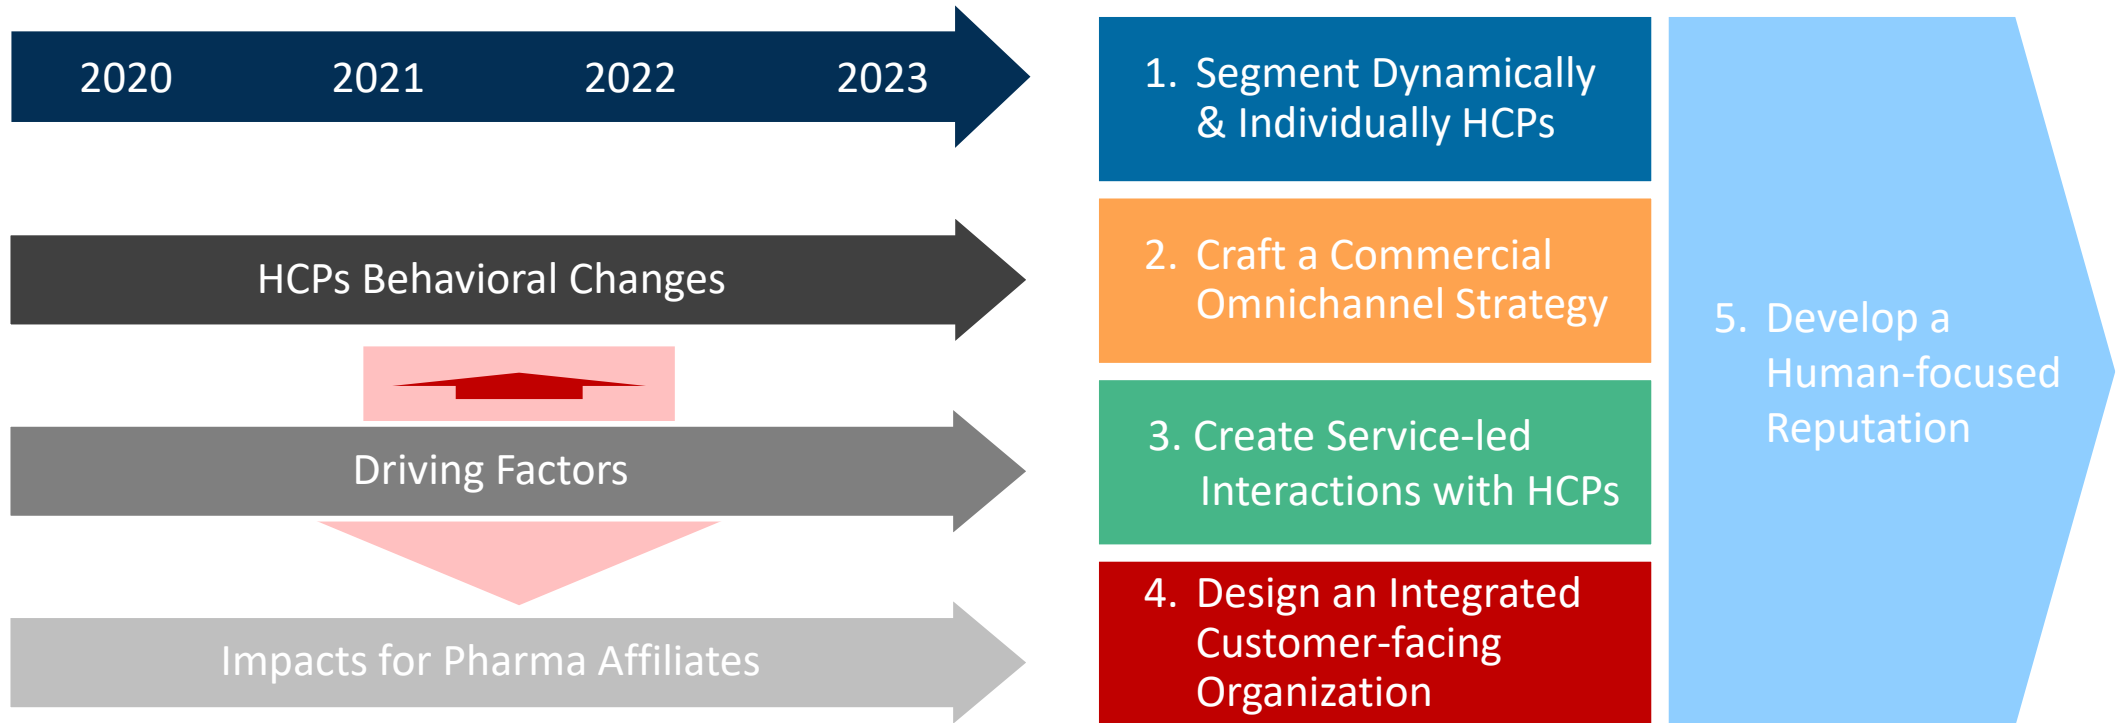 2020 2021 2022 2023
HCPs Behavioral Changes
Driving Factors
Impacts for Pharma Affiliates
1. Segment Dynamically
& Individually HCPs
2. Craft a Commercial
Omnichannel Strategy
3. Create Service-led
Interactions with HCPs
4. Design an Integrated
Customer-facing
Organization
5. Develop a
Human-focused
Reputation